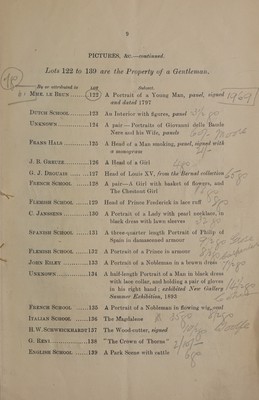 9
PICTURES, &c.—continued.
Lots 122 to 139 are the Property of a Gentleman.
By or attributed to LOT Subject.
MME. LE BRUN ...... 122 A Portrait of a Young Man, panel, signed
and dated 1797
DUTCH SCHOOL ............123 An Interior with figures, panel
UNKNOWN ..................124 A pair — Portraits of Giovanni della Banda
Nera and his Wife, panels
FRANS HALS ...............125 A Head of a Man smoking, panel, signed with
a monogram
J. B. GREUZE ...............126 A Head of a Girl
G. J. DROUAIS ...... ......127 Head of Louis XV, from the Barnal collection
FRENCH SCHOOL .........128 A pair—A Girl with basket of flowers, and
The Chestnut Girl
FLEMISH SCHOOL .........129 Head of Prince Frederick in lace ruff
C. JANSSENS ...............130 A Portrait of a Lady with pearl necklace, in
black dress with lawn sleeves
SPANISH SCHOOL .........131 A three-quarter length Portrait of Philip of
Spain in damascened armour
FLEMISH SCHOOL .........132 A Portrait of a Prince in armour
JOHN RILEY ...............133 A Portrait of a Nobleman in a brown dress
UNKNOWN ..................134 A half-length Portrait of a Man in black dress
with lace collar, and holding a pair of gloves
in his right hand; exhibited New Gallery
Summer Exhibition, 1893
FRENCH SCHOOL .........135 A Portrait of a Nobleman in flowing wig, oval
ITALIAN SCHOOL .........136 The Magdalene
H. W. SCHWEICKHARDT137 The Wood-cutter, signed
G. RENI.....................138 "The Crown of Thorns"
ENGLISH SCHOOL .........139 A Park Scene with cattle